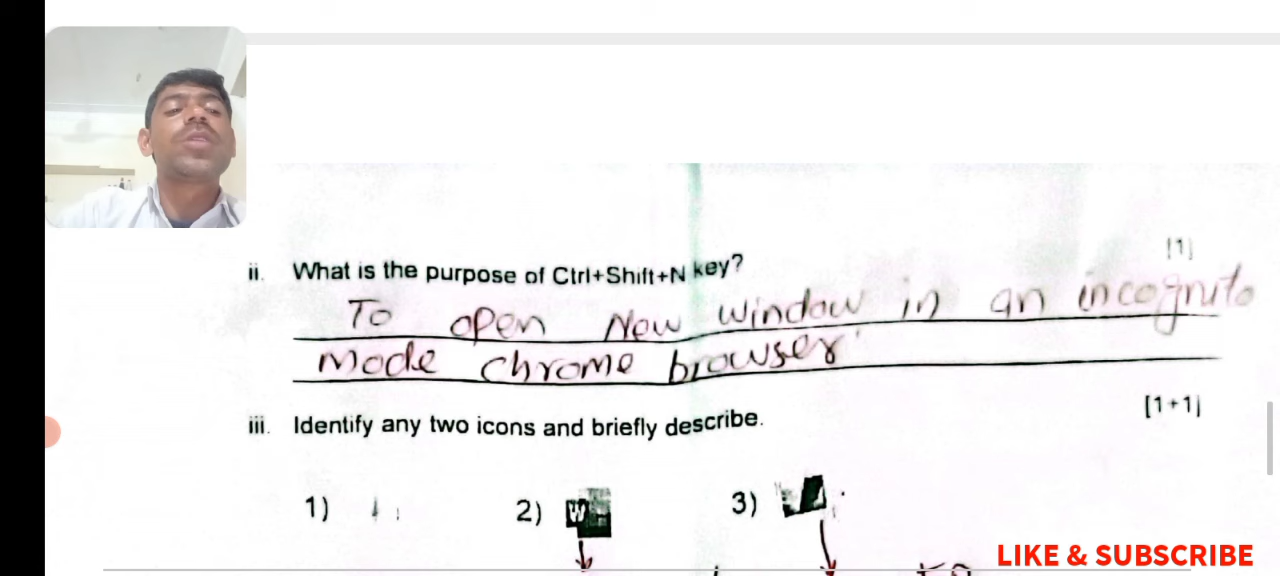 [1]
ii. What is the purpose of Ctrl+Shift+N key?
To open New window in an incognito
mode chrome browser
[1+1]
iii. Identify any two icons and briefly describe.
1) 2) W 3)
LIKE & SUBSCRIBE